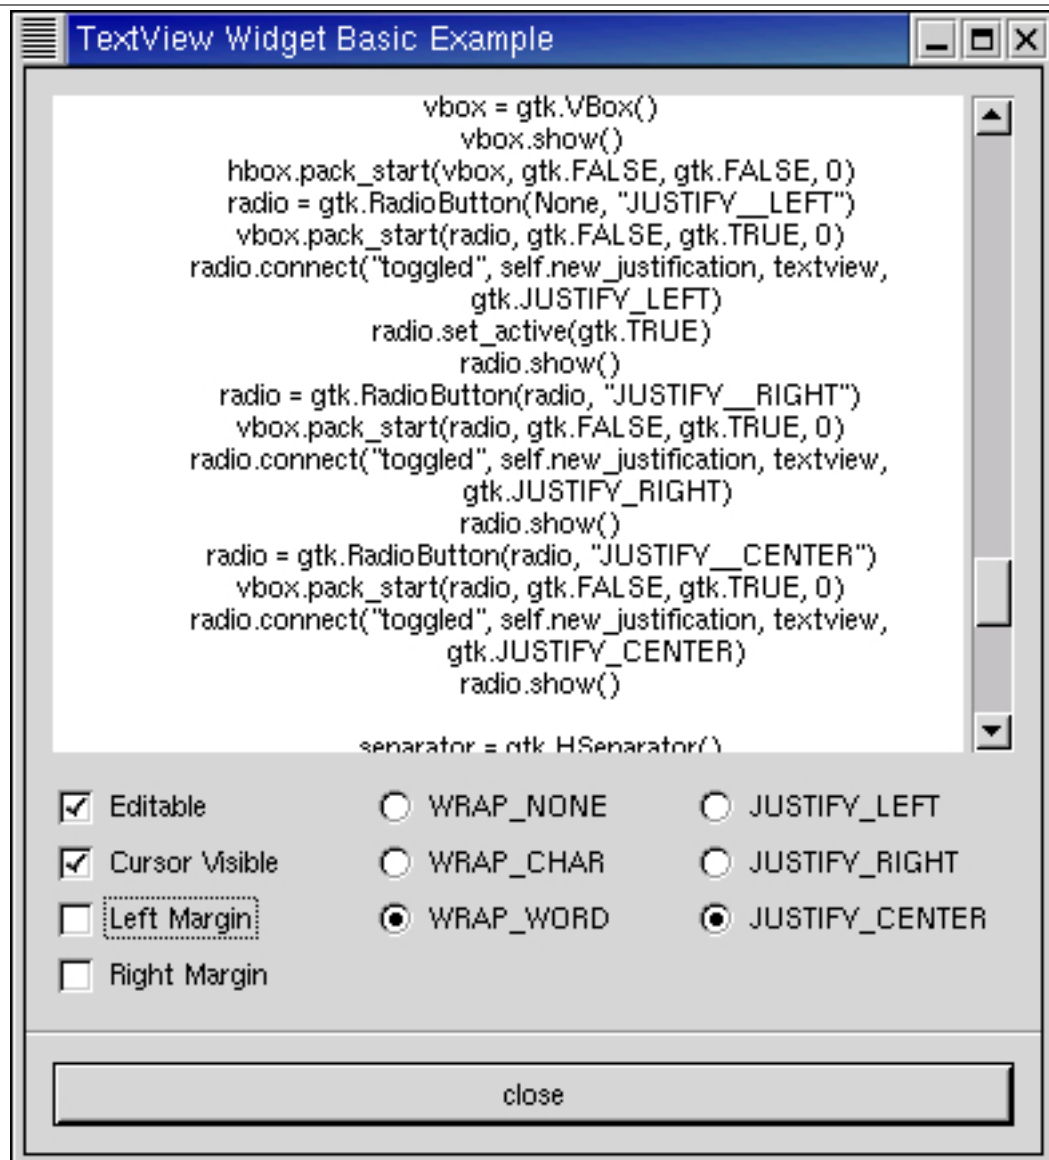 TextView Widget Basic Example
vbox = gtk.VBox()
vbox.show()
hbox.pack_start(vbox, gtk.FALSE, gtk.FALSE, 0)
radio = gtk.RadioButton(None, "JUSTIFY__LEFT")
vbox.pack_start(radio, gtk.FALSE, gtk.TRUE, 0)
radio.connect("toggled", self.new_justification, textview,
gtk.JUSTIFY_LEFT)
radio.set_active(gtk.TRUE)
radio.show()
radio = gtk.RadioButton(radio, "JUSTIFY__RIGHT")
vbox.pack_start(radio, gtk.FALSE, gtk.TRUE, 0)
radio.connect("toggled", self.new_justification, textview,
gtk.JUSTIFY_RIGHT)
radio.show()
radio = gtk.RadioButton(radio, "JUSTIFY__CENTER")
vbox.pack_start(radio, gtk.FALSE, gtk.TRUE, 0)
radio.connect("toggled", self.new_justification, textview,
gtk.JUSTIFY_CENTER)
radio.show()
separator = gtk.HSeparator()
Editable WRAP_NONE JUSTIFY_LEFT
Cursor Visible WRAP_CHAR JUSTIFY_RIGHT
Left Margin WRAP_WORD JUSTIFY_CENTER
Right Margin
close